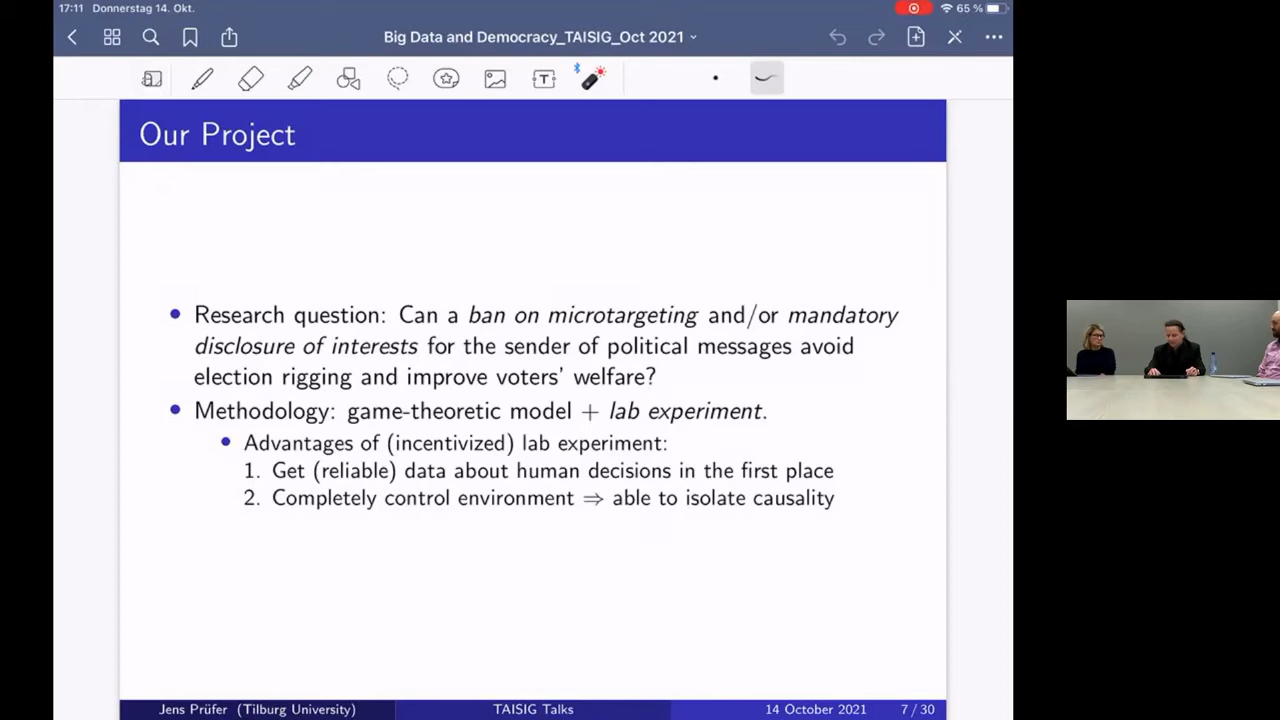 17:11 Donnerstag 14. Okt.
65 %
Big Data and Democracy_TAISIG_Oct 2021
T
Our Project
• Research question: Can a ban on microtargeting and/or mandatory
disclosure of interests for the sender of political messages avoid
election rigging and improve voters' welfare?
• Methodology: game-theoretic model + lab experiment.
• Advantages of (incentivized) lab experiment:
1. Get (reliable) data about human decisions in the first place
2. Completely control environment ⇒ able to isolate causality
Jens Prüfer (Tilburg University)
TAISIG Talks
14 October 2021
7 / 30